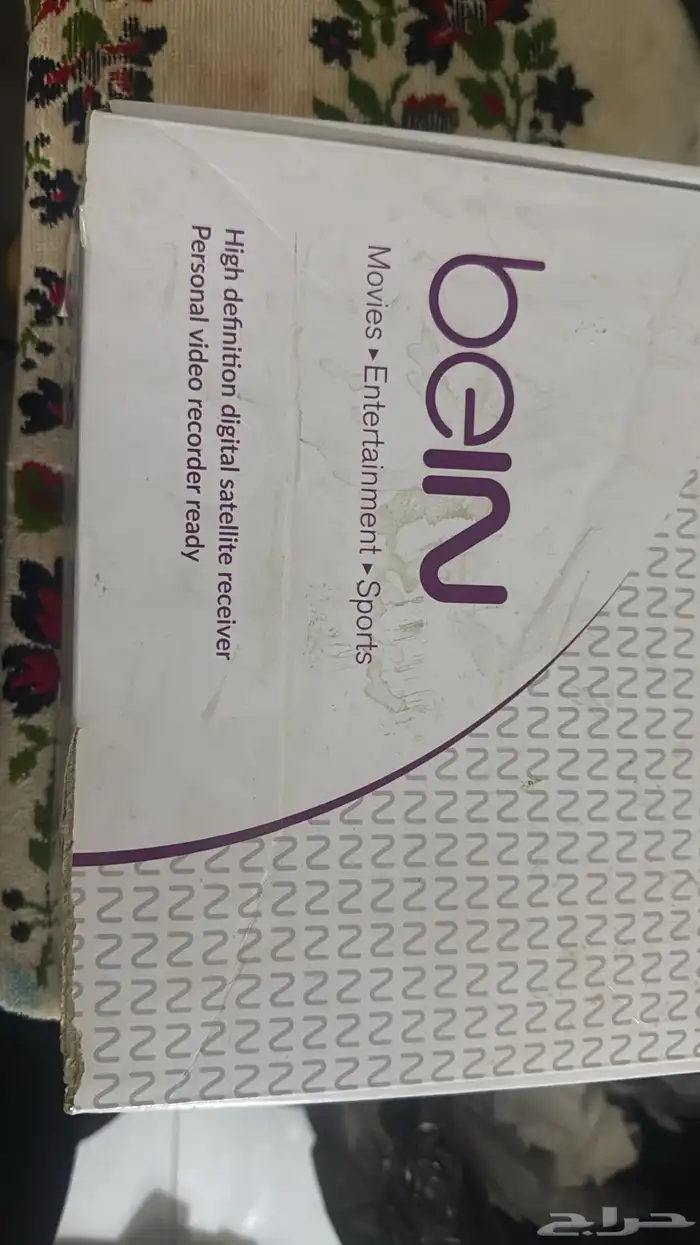 beIN
Movies ▸ Entertainment ▸ Sports
High definition digital satellite receiver
Personal video recorder ready
حراج